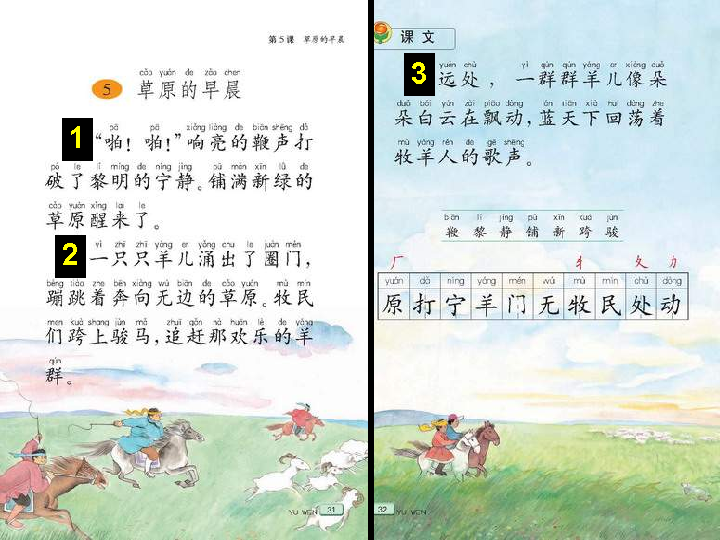 第5课 草原的早晨
cǎo yuán de zǎo chen
5 草原的早晨
1
pā pā xiǎng liàng de biān shēng dǎ
“啪！啪！”响亮的鞭声打
pò le lí míng de níng jìng pū mǎn xīn lǜ de
破了黎明的宁静。铺满新绿的
cǎo yuán xǐng lái le
草原醒来了。
2
yì zhī zhī yáng er yǒng chū le juàn mén
一只只羊儿涌出了圈门，
bèng tiào zhe bēn xiàng wú biān de cǎo yuán mù mín
蹦跳着奔向无边的草原。牧民
men kuà shang jùn mǎ zhuī gǎn nà huān lè de yáng
们跨上骏马，追赶那欢乐的羊
qún
群。
YU WEN 31
课文
3
yuǎn chù yì qún qún yáng er xiàng duǒ
远处，一群群羊儿像朵
duǒ bái yún zài piāo dòng lán tiān xià huí dàng zhe
朵白云在飘动，蓝天下回荡着
mù yáng rén de gē shēng
牧羊人的歌声。
biān lí jìng pū xīn kuà jùn
鞭 黎 静 铺 新 跨 骏
厂 牜 夂 力
yuán dǎ níng yáng mén wú mù mín chù dòng
原 打 宁 羊 门 无 牧 民 处 动
32 YU WEN